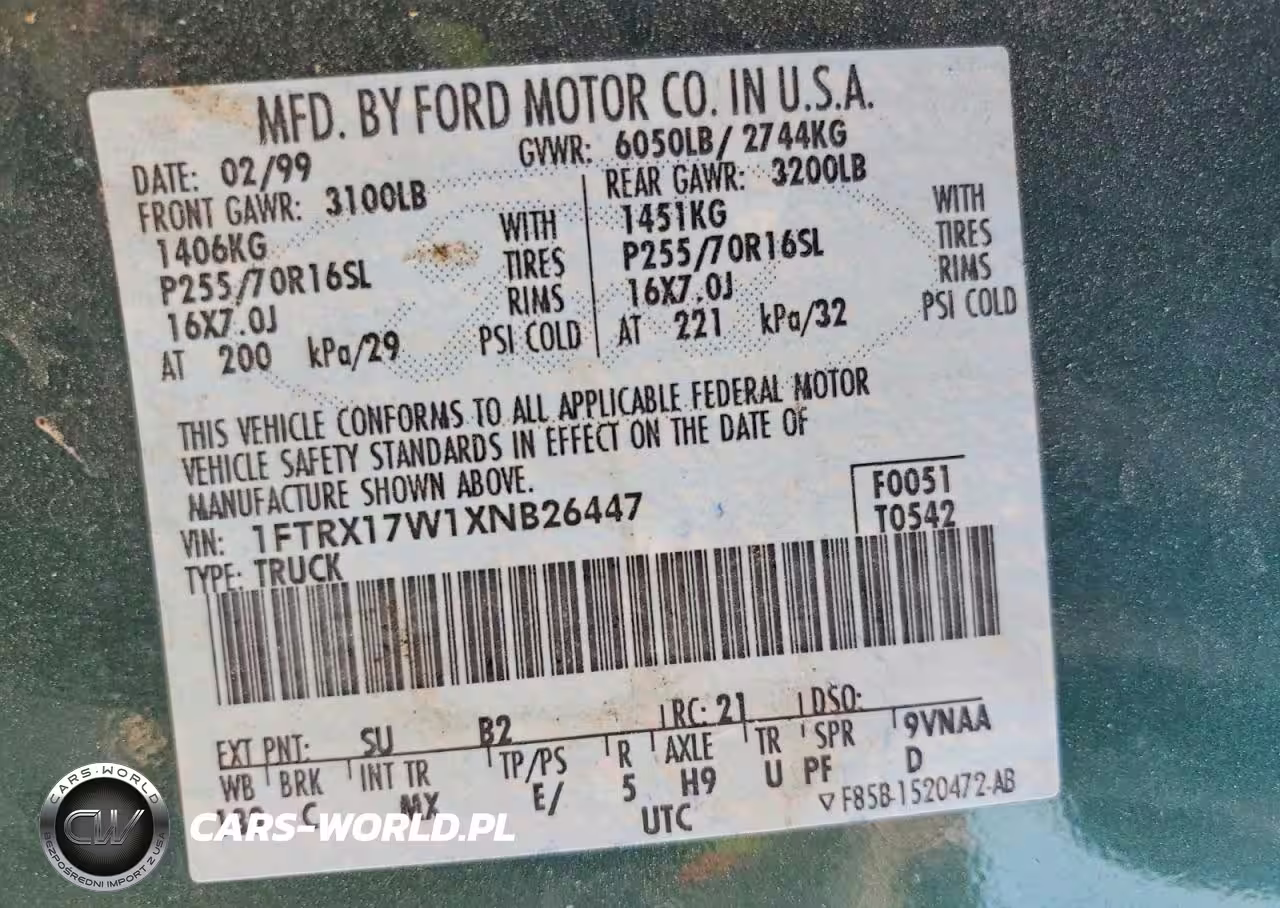 MFD. BY FORD MOTOR CO. IN U.S.A.
DATE: 02/99
GVWR: 6050LB/ 2744KG
FRONT GAWR: 3100LB
1406KG
WITH
P255/70R16SL
TIRES
16X7.0J
RIMS
AT 200 kPa/29 PSI COLD
REAR GAWR: 3200LB
1451KG
WITH
P255/70R16SL
TIRES
16X7.0J
RIMS
AT 221 kPa/32 PSI COLD
THIS VEHICLE CONFORMS TO ALL APPLICABLE FEDERAL MOTOR
VEHICLE SAFETY STANDARDS IN EFFECT ON THE DATE OF
MANUFACTURE SHOWN ABOVE.
VIN: 1FTRX17W1XNB26447
TYPE: TRUCK
F0051
T0542
EXT PNT: SU B2 RC: 21 DSO:
WB BRK INT TR TP/PS R AXLE TR SPR 9VNAA
C MX E/ 5 H9 U PF D
UTC
▽ F85B-1520472-AB
CARS-WORLD
CW
BEZPOŚREDNI IMPORT Z USA
CARS-WORLD.PL